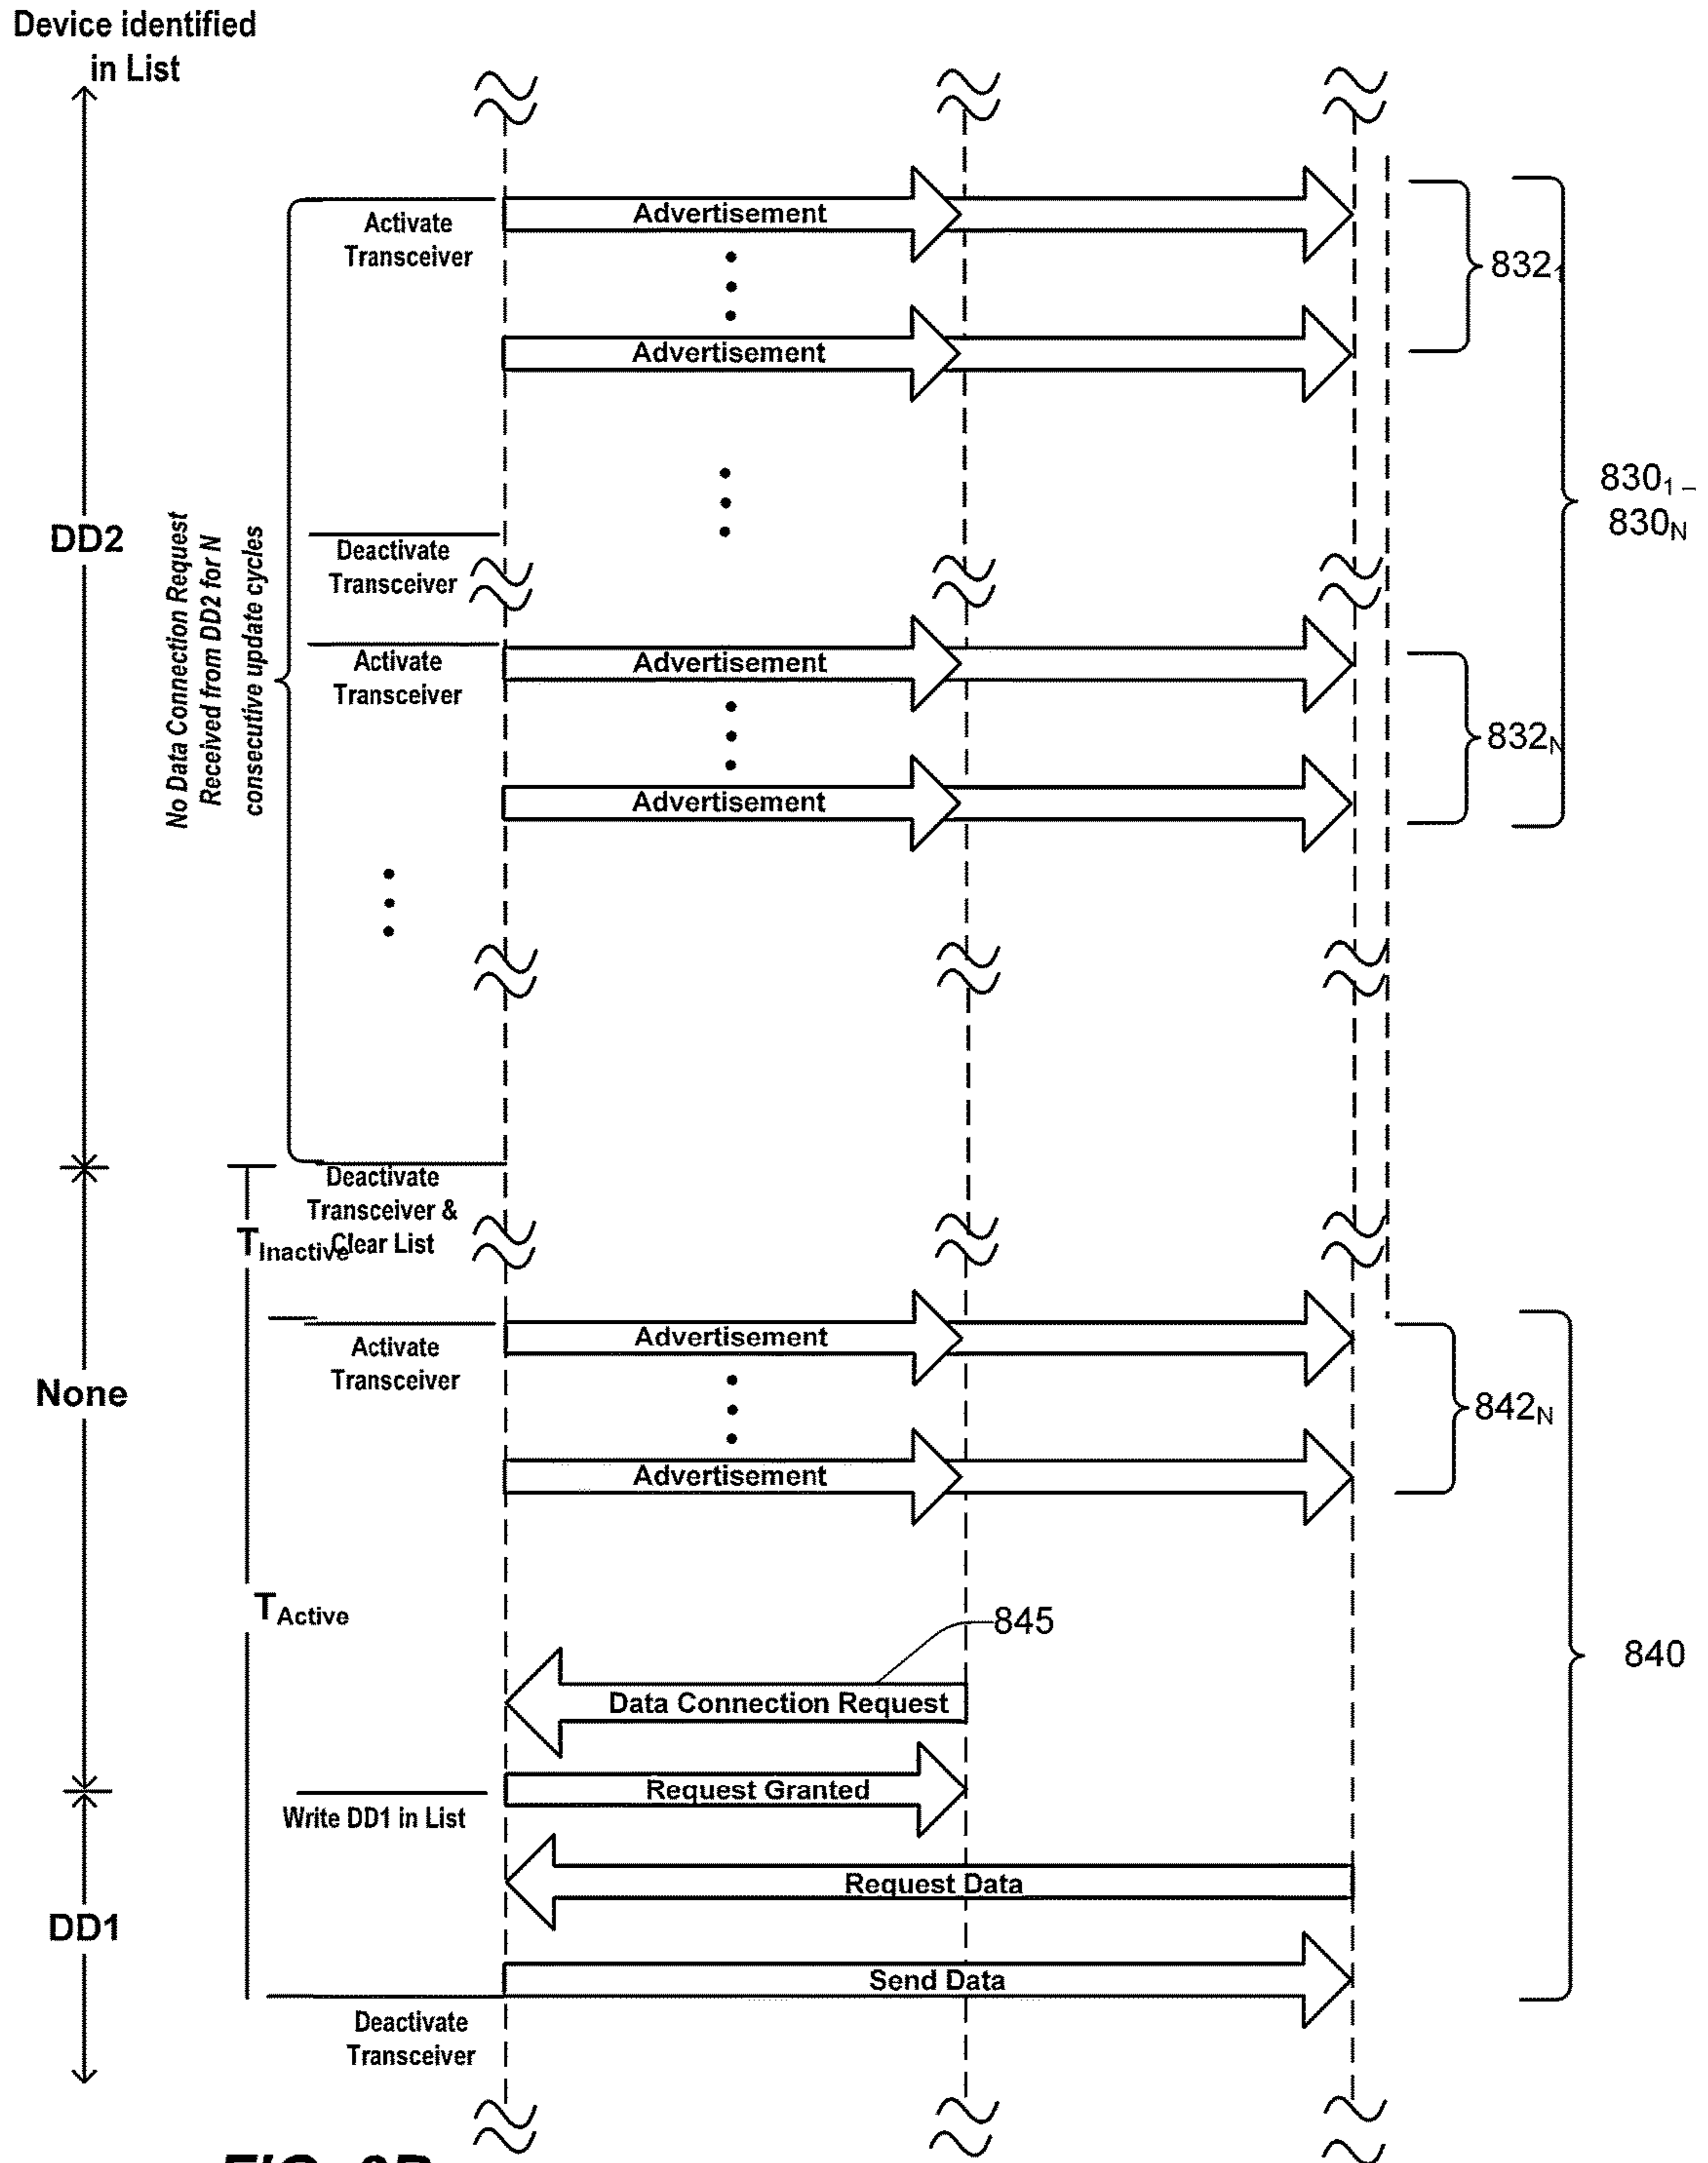 Device identified
in List
Advertisement
Activate
Transceiver
832₁
Advertisement
830₁ –
830N
DD2
No Data Connection Request
Received from DD2 for N
consecutive update cycles
Deactivate
Transceiver
Advertisement
Activate
Transceiver
832N
Advertisement
Deactivate
Transceiver &
Clear List
TInactive
Advertisement
Activate
Transceiver
None
842N
Advertisement
TActive
845
840
Data Connection Request
Request Granted
Write DD1 in List
Request Data
DD1
Send Data
Deactivate
Transceiver